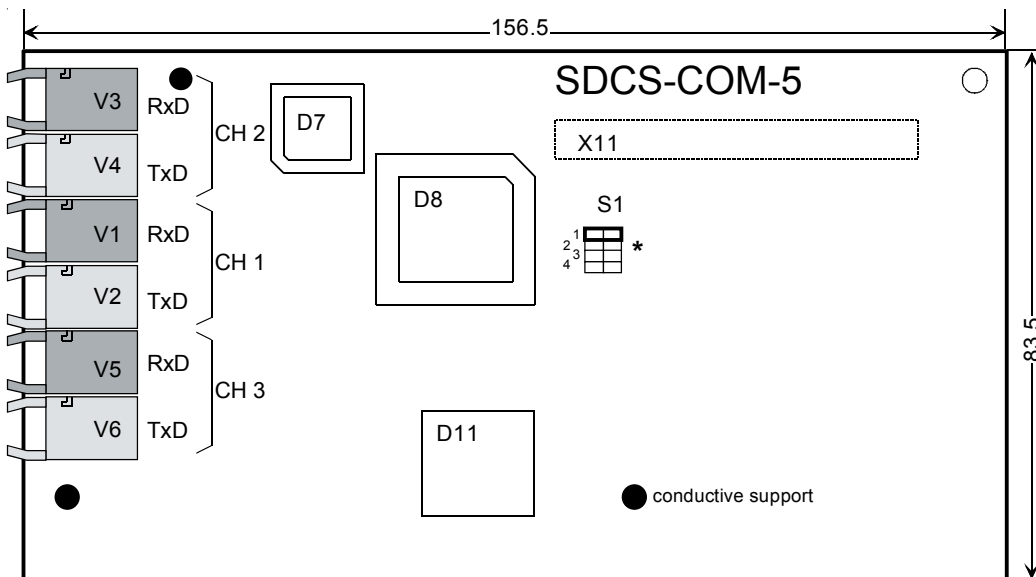 156.5
SDCS-COM-5
V3 RxD
CH 2
D7
X11
V4 TxD
D8
S1
V1 RxD
1
2
3
4
*
CH 1
V2 TxD
83.5
V5 RxD
CH 3
V6 TxD
D11
conductive support